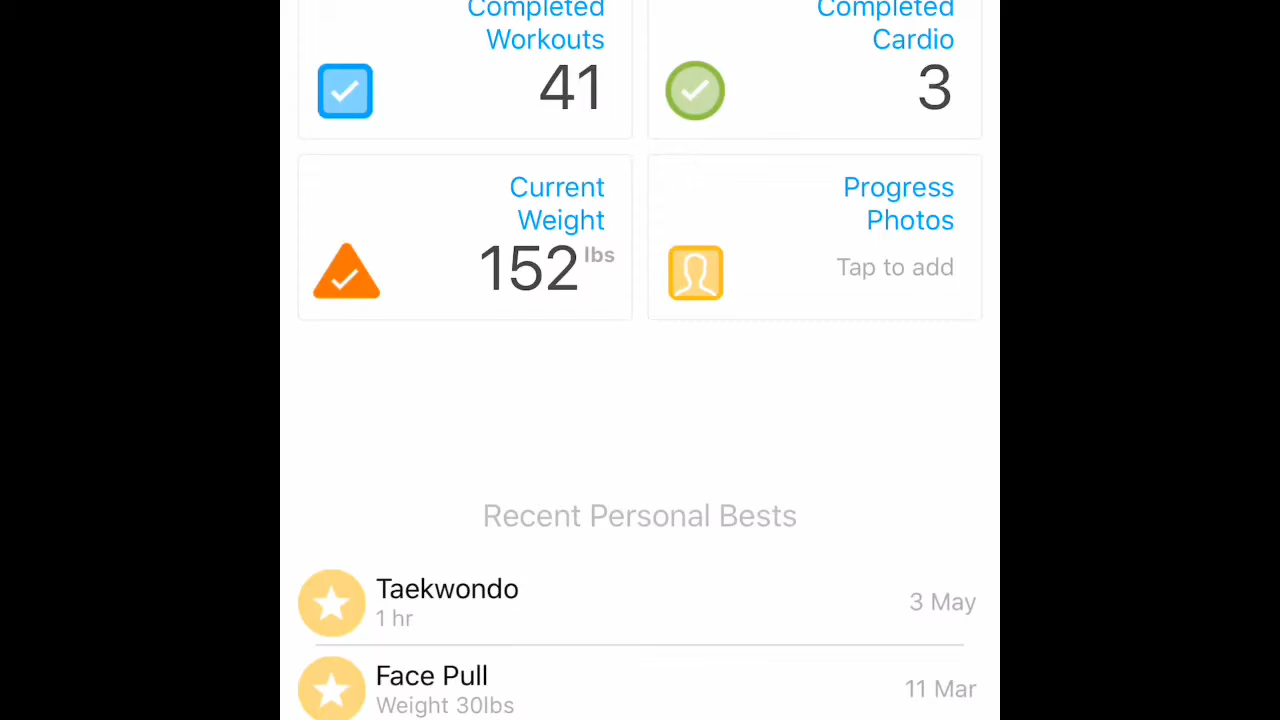 Completed
Workouts
41
Completed
Cardio
3
Current
Weight
152 lbs
Progress
Photos
Tap to add
Recent Personal Bests
Taekwondo
1 hr
3 May
Face Pull
Weight 30lbs
11 Mar